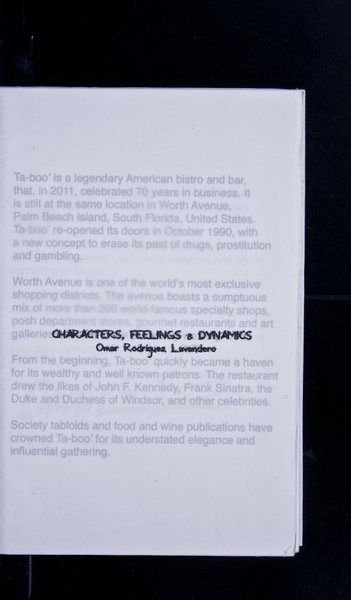 Ta-boo' is a legendary American bistro and bar,
that, in 2011, celebrated 70 years in business. It
is still at the same location in Worth Avenue,
Palm Beach Island, South Florida, United States.
Ta-boo' re-opened its doors in October 1990, with
a new concept to erase its past of drugs, prostitution
and gambling.
Worth Avenue is one of the world's most exclusive
shopping districts. The avenue boasts a sumptuous
mix of more than 200 world-famous specialty shops,
posh department stores, gourmet restaurants and art
galleries
CHARACTERS, FEELINGS & DYNAMICS
Omar Rodriguez Lavandero
From the beginning, Ta-boo' quickly became a haven
for its wealthy and well known patrons. The restaurant
drew the likes of John F. Kennedy, Frank Sinatra, the
Duke and Duchess of Windsor, and other celebrities.
Society tabloids and food and wine publications have
crowned Ta-boo' for its understated elegance and
influential gathering.